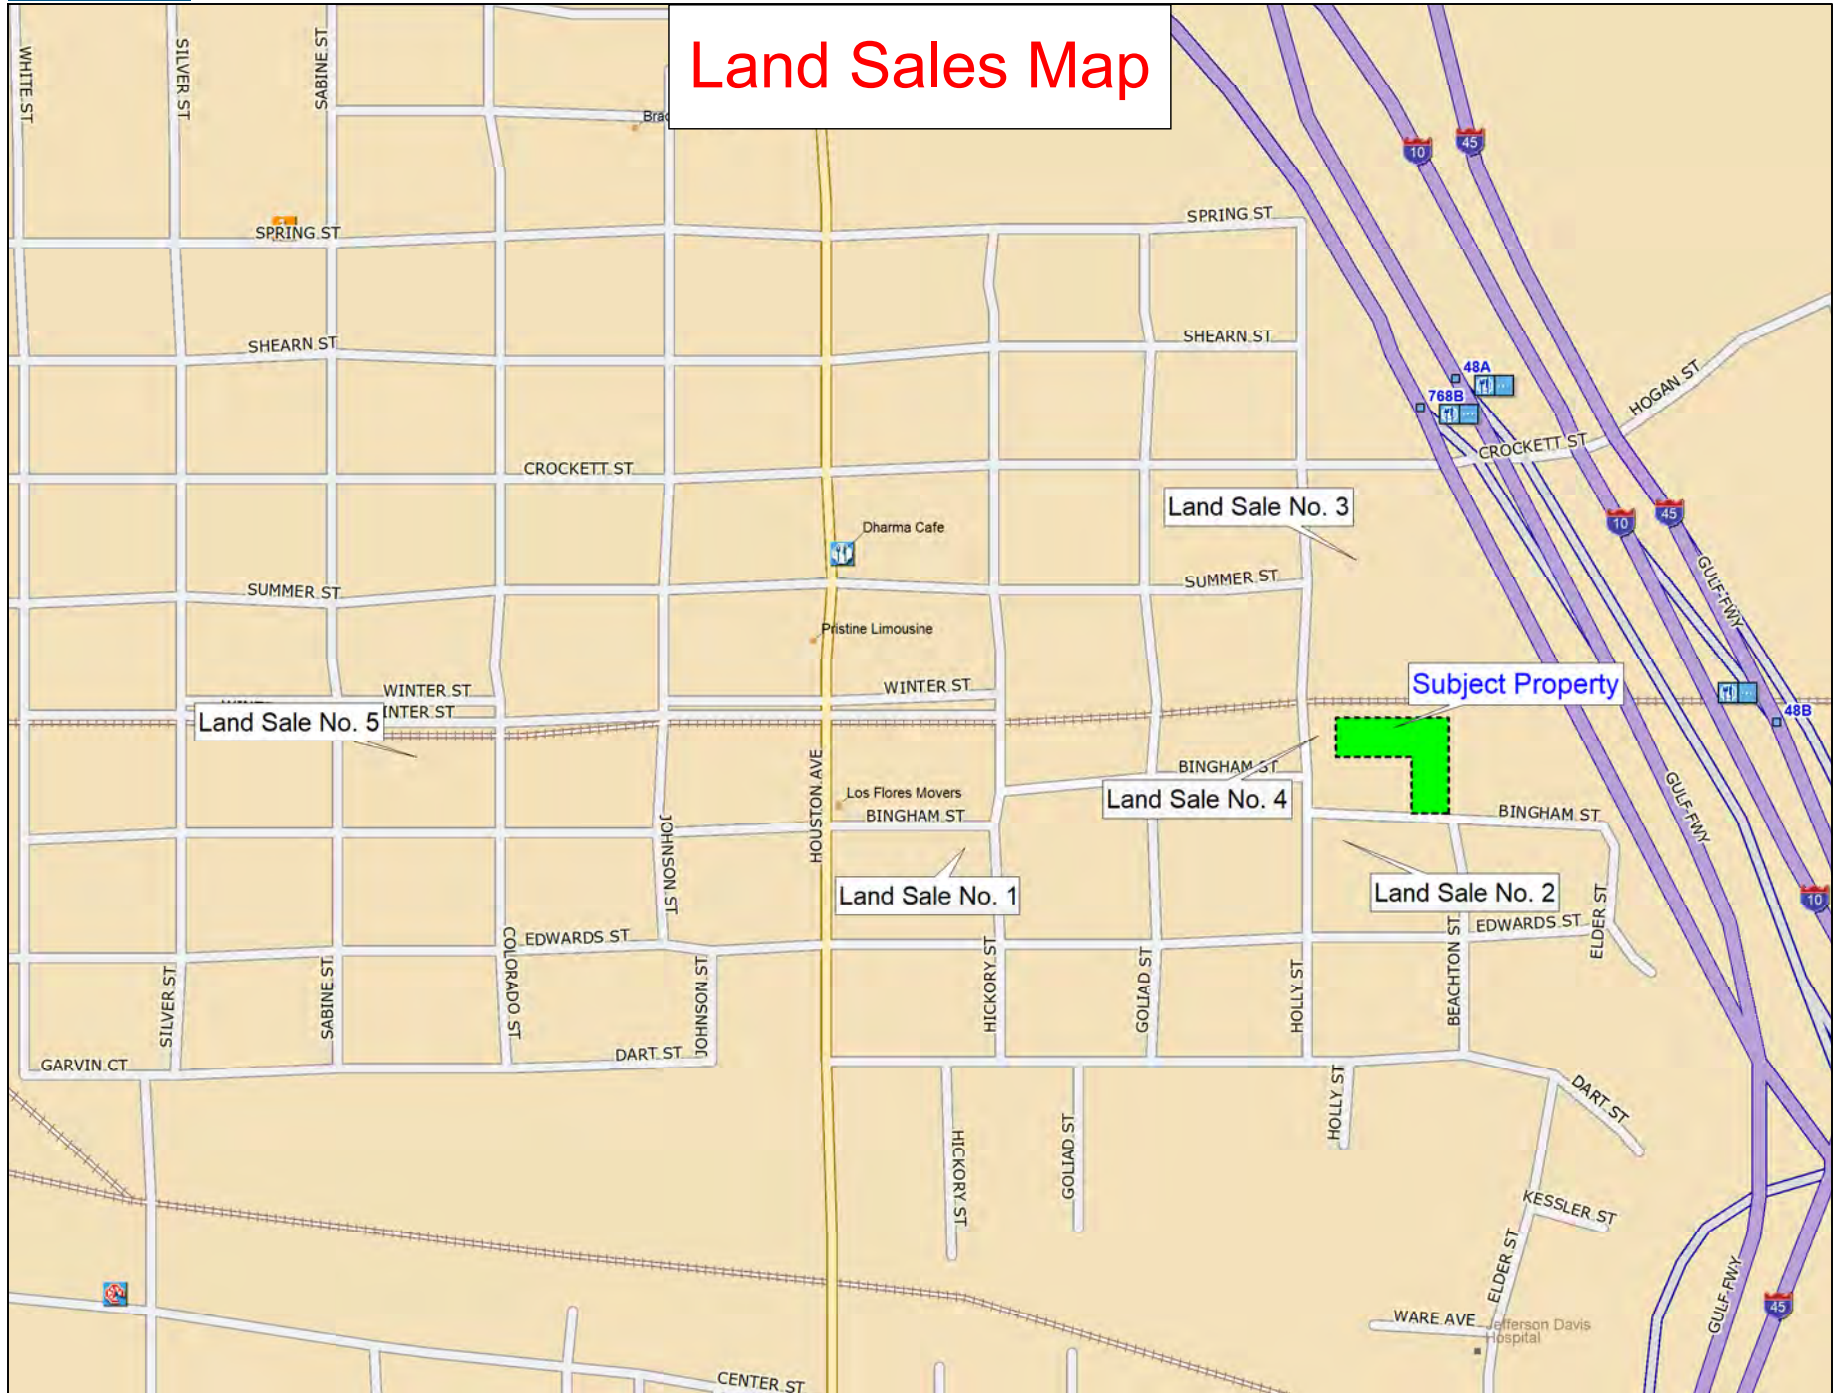 Land Sales Map
WHITE ST
SILVER ST
SABINE ST
Brad
10
45
SPRING ST
SPRING ST
SHEARN ST
SHEARN ST
48A
768B
HOGAN ST
CROCKETT ST
CROCKETT ST
Land Sale No. 3
10
45
Dharma Cafe
GULF FWY
SUMMER ST
SUMMER ST
Pristine Limousine
WINTER ST
WINTER ST
Subject Property
INTER ST
Land Sale No. 5
48B
HOUSTON AVE
BINGHAM ST
Land Sale No. 4
GULF FWY
Los Flores Movers
BINGHAM ST
BINGHAM ST
JOHNSON ST
Land Sale No. 1
Land Sale No. 2
10
EDWARDS ST
EDWARDS ST
ELDER ST
COLORADO ST
SILVER ST
SABINE ST
JOHNSON ST
HICKORY ST
GOLIAD ST
HOLLY ST
BEACHTON ST
GARVIN CT
DART ST
DART ST
HOLLY ST
HICKORY ST
GOLIAD ST
KESSLER ST
ELDER ST
GULF FWY
45
WARE AVE
Jefferson Davis
Hospital
CENTER ST